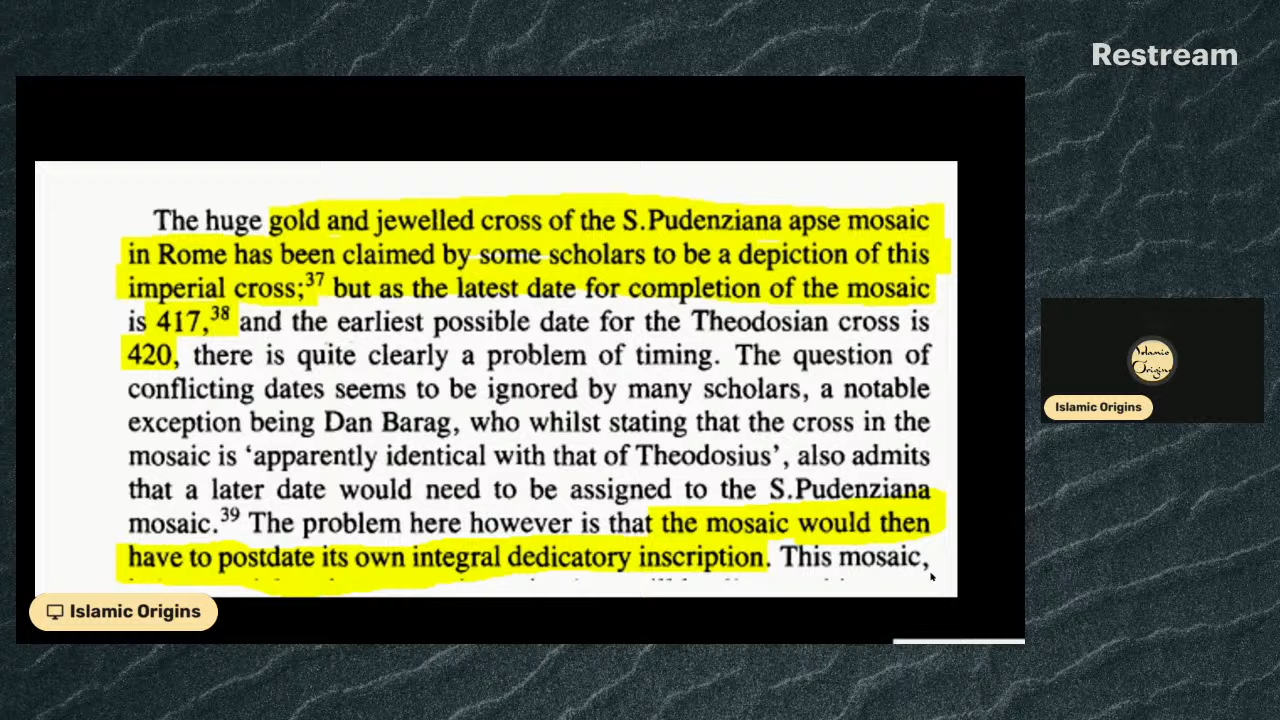 Restream
The huge gold and jewelled cross of the S.Pudenziana apse mosaic
in Rome has been claimed by some scholars to be a depiction of this
imperial cross;37 but as the latest date for completion of the mosaic
is 417,38 and the earliest possible date for the Theodosian cross is
420, there is quite clearly a problem of timing. The question of
conflicting dates seems to be ignored by many scholars, a notable
exception being Dan Barag, who whilst stating that the cross in the
mosaic is ‘apparently identical with that of Theodosius’, also admits
that a later date would need to be assigned to the S.Pudenziana
mosaic.39 The problem here however is that the mosaic would then
have to postdate its own integral dedicatory inscription. This mosaic,
Islamic Origins
Islamic
Origins
Islamic Origins